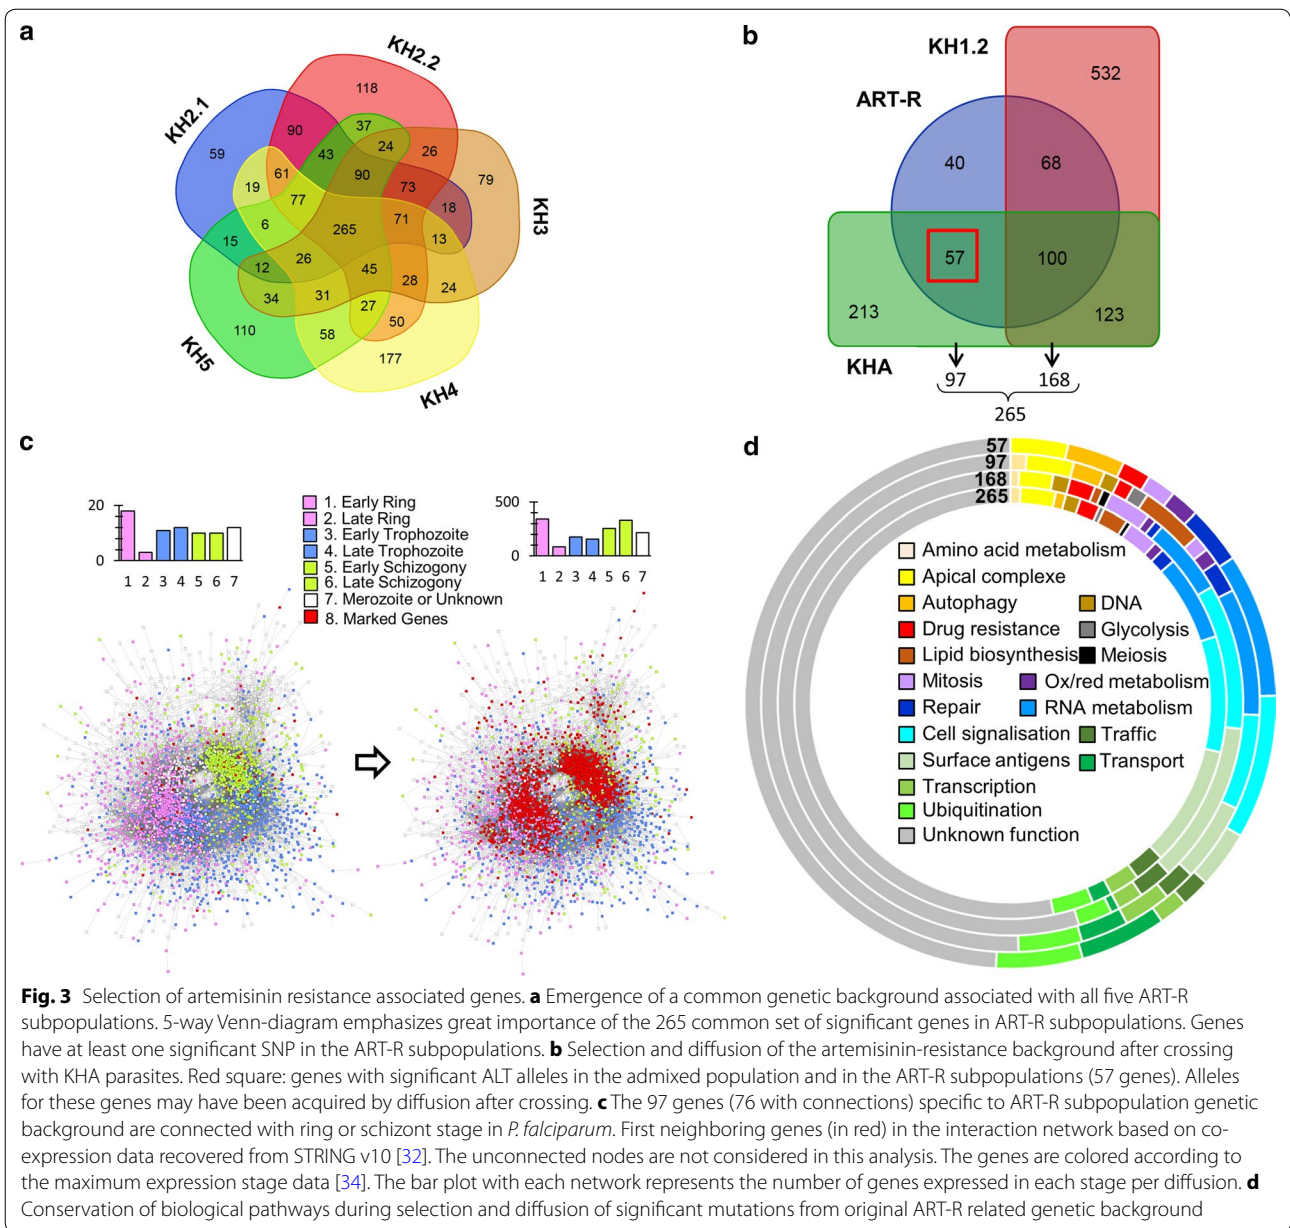 a
KH2.1
KH2.2
KH3
KH4
KH5
118
59
90
37
24
26
79
43
61
19
90
73
18
77
6
265
71
13
15
12
26
45
28
24
34
31
27
50
110
58
177
b
KH1.2
ART-R
KHA
532
40
68
57
100
213
123
97
168
265
c
20
0
1 2 3 4 5 6 7
1. Early Ring
2. Late Ring
3. Early Trophozoite
4. Late Trophozoite
5. Early Schizogony
6. Late Schizogony
7. Merozoite or Unknown
8. Marked Genes
500
0
1 2 3 4 5 6 7
d
57
97
168
265
Amino acid metabolism
Apical complexe
Autophagy DNA
Drug resistance Glycolysis
Lipid biosynthesis Meiosis
Mitosis Ox/red metabolism
Repair RNA metabolism
Cell signalisation Traffic
Surface antigens Transport
Transcription
Ubiquitination
Unknown function
Fig. 3 Selection of artemisinin resistance associated genes. a Emergence of a common genetic background associated with all five ART-R
subpopulations. 5-way Venn-diagram emphasizes great importance of the 265 common set of significant genes in ART-R subpopulations. Genes
have at least one significant SNP in the ART-R subpopulations. b Selection and diffusion of the artemisinin-resistance background after crossing
with KHA parasites. Red square: genes with significant ALT alleles in the admixed population and in the ART-R subpopulations (57 genes). Alleles
for these genes may have been acquired by diffusion after crossing. c The 97 genes (76 with connections) specific to ART-R subpopulation genetic
background are connected with ring or schizont stage in P. falciparum. First neighboring genes (in red) in the interaction network based on co-
expression data recovered from STRING v10 [32]. The unconnected nodes are not considered in this analysis. The genes are colored according to
the maximum expression stage data [34]. The bar plot with each network represents the number of genes expressed in each stage per diffusion. d
Conservation of biological pathways during selection and diffusion of significant mutations from original ART-R related genetic background